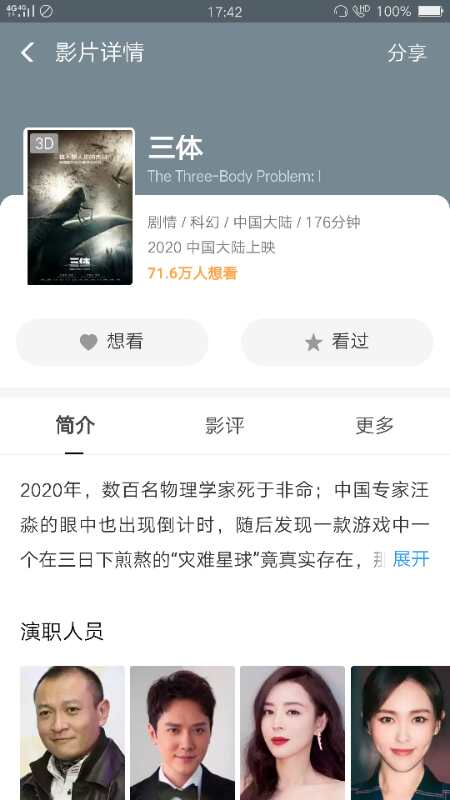 4G 4G 17:42 HD 100%
影片详情 分享
3D
三体
The Three-Body Problem: I
剧情 / 科幻 / 中国大陆 / 176分钟
2020 中国大陆上映
71.6万人想看
三体
想看 看过
简介 影评 更多
2020年，数百名物理学家死于非命；中国专家汪
淼的眼中也出现倒计时，随后发现一款游戏中一
个在三日下煎熬的“灾难星球”竟真实存在， 展开
演职人员